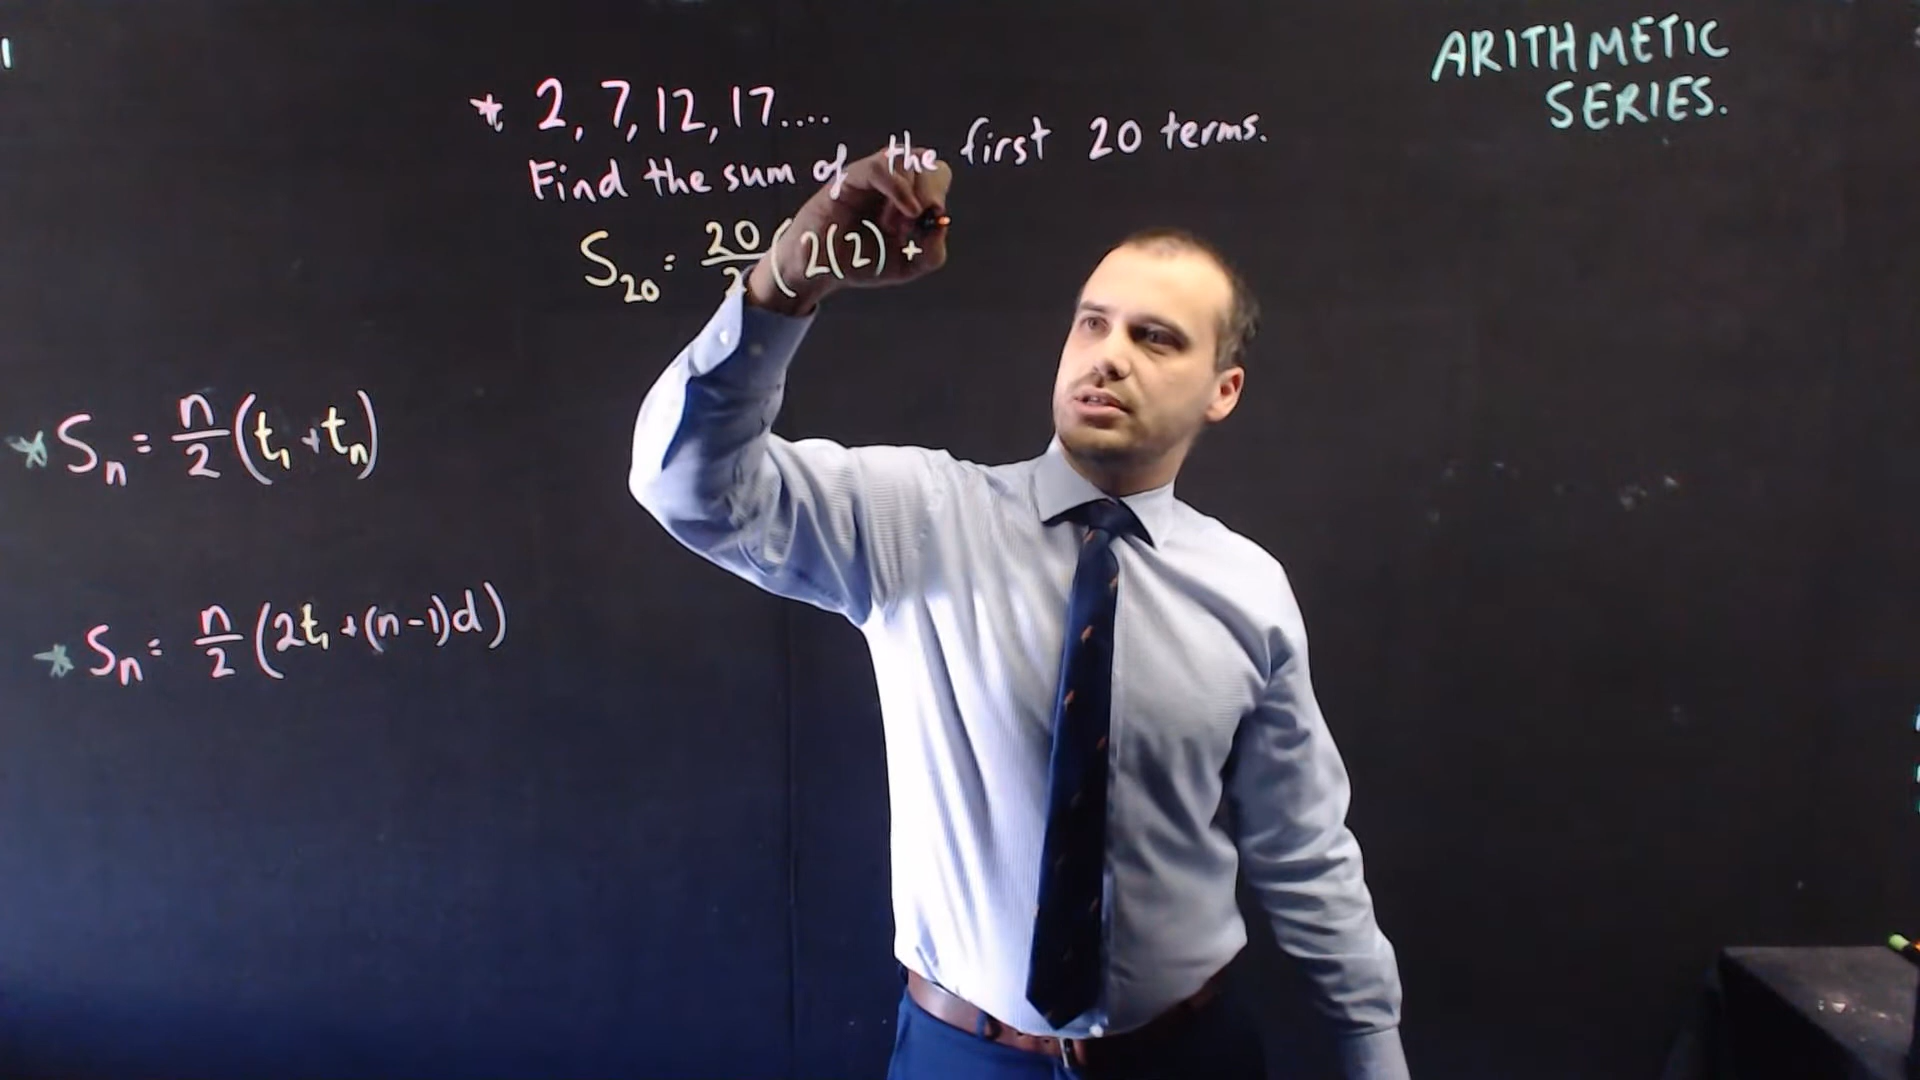 ARITHMETIC
SERIES.
* 2, 7, 12, 17....
Find the sum of the first 20 terms.
S₂₀ = 20/2 (2(2) +
* Sₙ = n/2 (t₁ + tₙ)
* Sₙ = n/2 (2t₁ + (n-1)d)